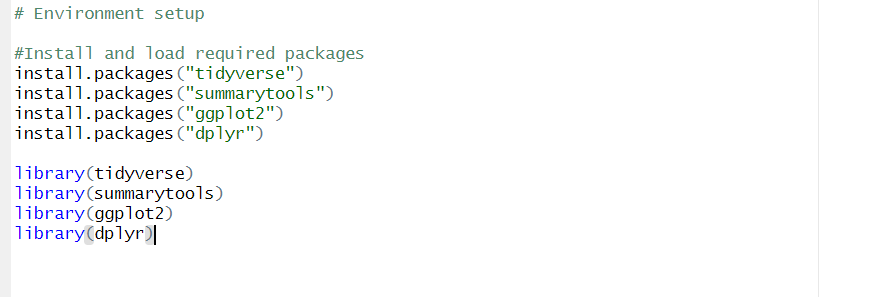 # Environment setup
#Install and load required packages
install.packages("tidyverse")
install.packages("summarytools")
install.packages("ggplot2")
install.packages("dplyr")
library(tidyverse)
library(summarytools)
library(ggplot2)
library(dplyr)